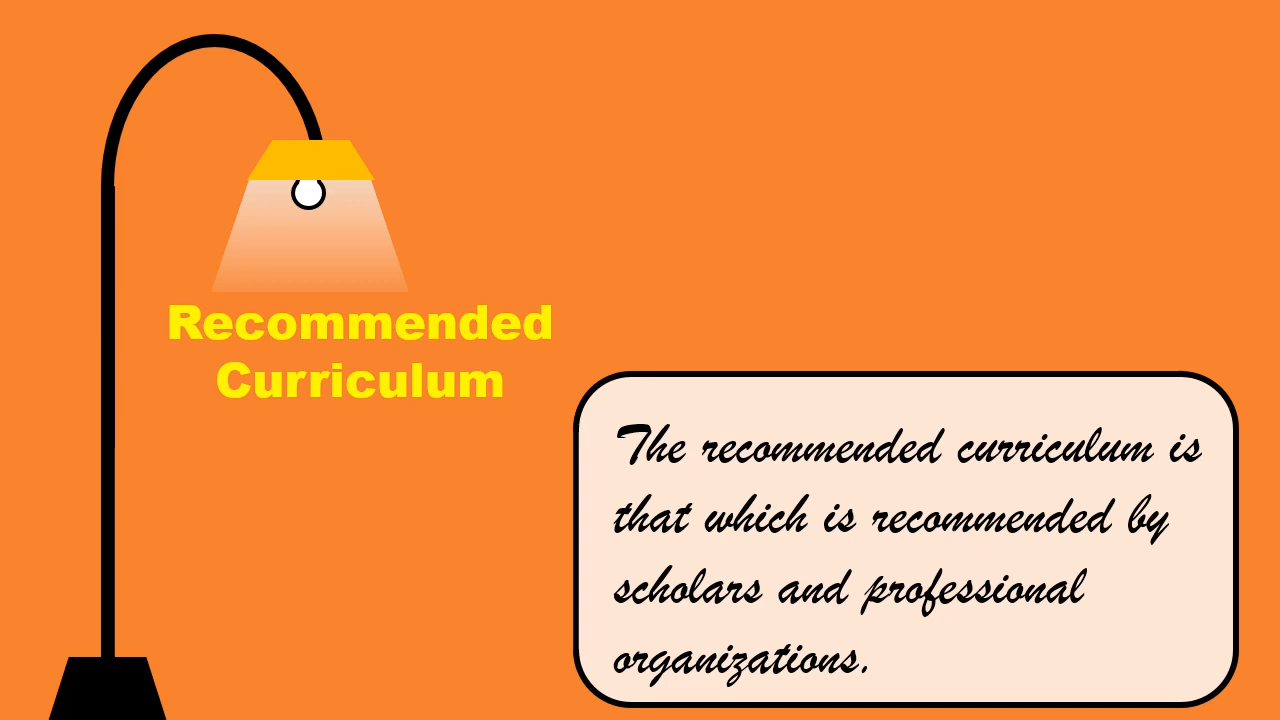 Recommended
Curriculum
The recommended curriculum is
that which is recommended by
scholars and professional
organizations.